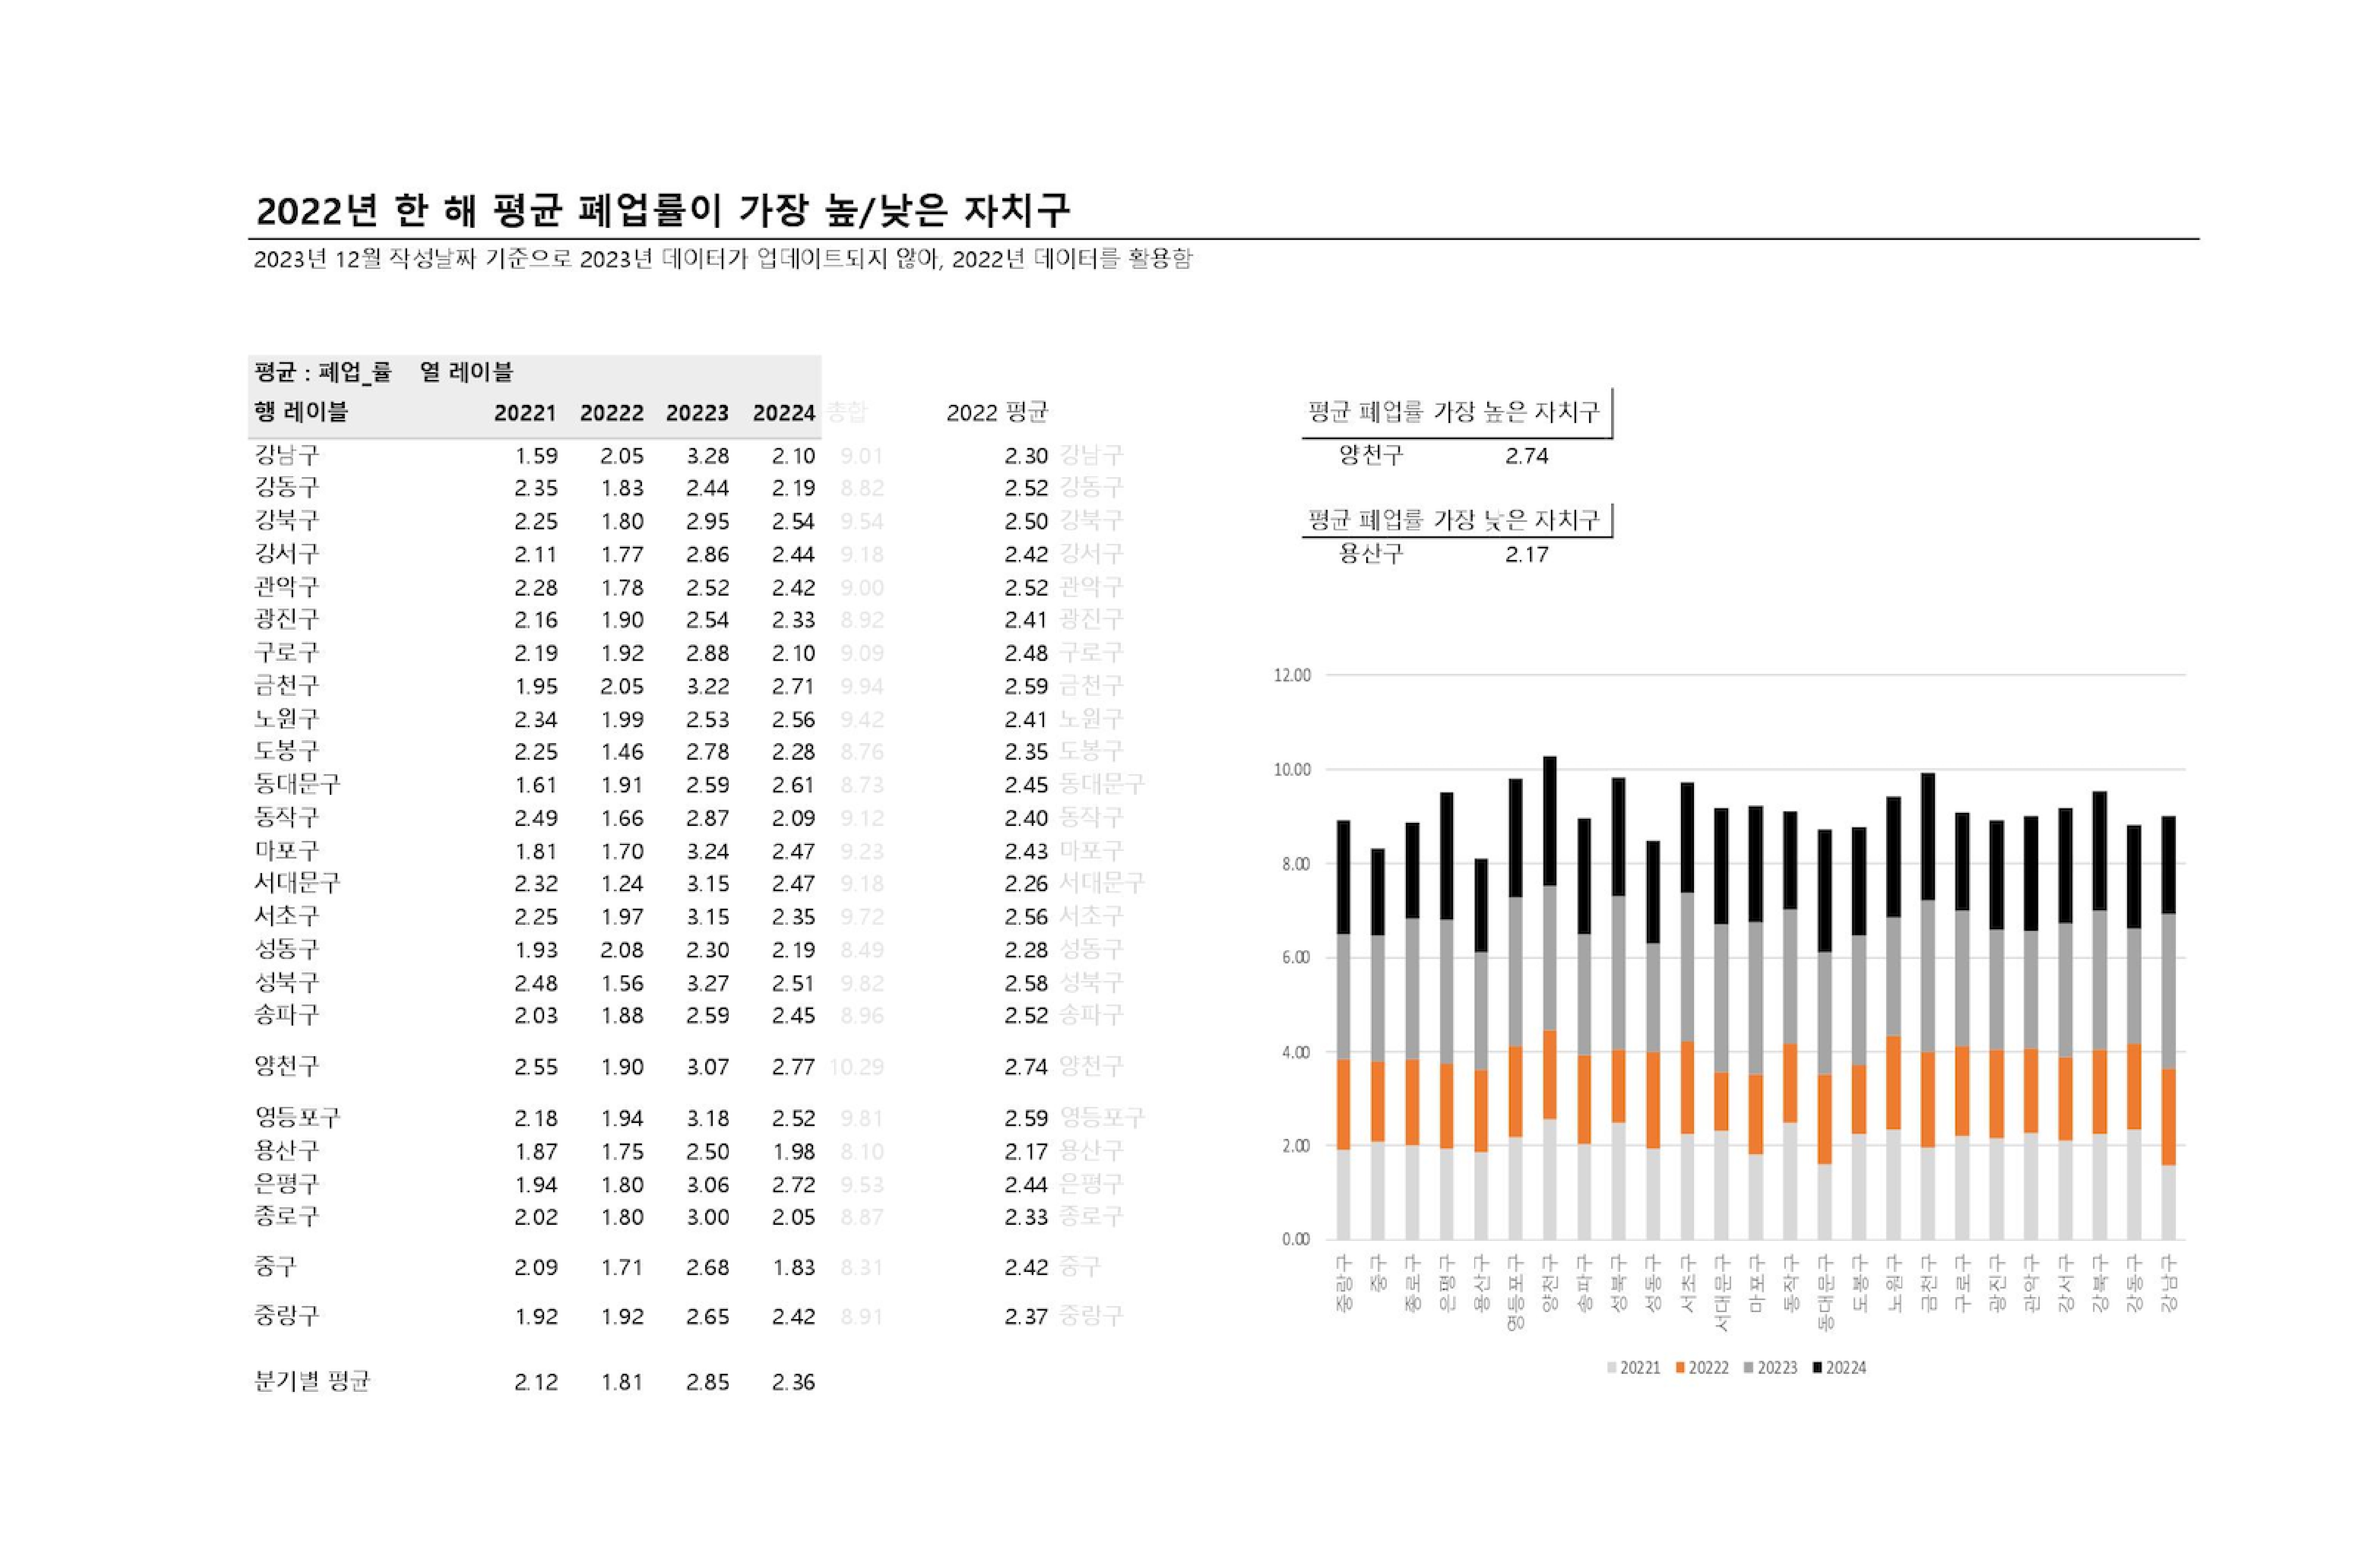 2022년 한 해 평균 폐업률이 가장 높/낮은 자치구
2023년 12월 작성날짜 기준으로 2023년 데이터가 업데이트되지 않아, 2022년 데이터를 활용함
평균 : 폐업_률 열 레이블
행 레이블 20221 20222 20223 20224 총합 2022 평균
강남구 1.59 2.05 3.28 2.10 9.01 2.30 강남구
강동구 2.35 1.83 2.44 2.19 8.82 2.52 강동구
강북구 2.25 1.80 2.95 2.54 9.54 2.50 강북구
강서구 2.11 1.77 2.86 2.44 9.18 2.42 강서구
관악구 2.28 1.78 2.52 2.42 9.00 2.52 관악구
광진구 2.16 1.90 2.54 2.33 8.92 2.41 광진구
구로구 2.19 1.92 2.88 2.10 9.09 2.48 구로구
금천구 1.95 2.05 3.22 2.71 9.94 2.59 금천구
노원구 2.34 1.99 2.53 2.56 9.42 2.41 노원구
도봉구 2.25 1.46 2.78 2.28 8.76 2.35 도봉구
동대문구 1.61 1.91 2.59 2.61 8.73 2.45 동대문구
동작구 2.49 1.66 2.87 2.09 9.12 2.40 동작구
마포구 1.81 1.70 3.24 2.47 9.23 2.43 마포구
서대문구 2.32 1.24 3.15 2.47 9.18 2.26 서대문구
서초구 2.25 1.97 3.15 2.35 9.72 2.56 서초구
성동구 1.93 2.08 2.30 2.19 8.49 2.28 성동구
성북구 2.48 1.56 3.27 2.51 9.82 2.58 성북구
송파구 2.03 1.88 2.59 2.45 8.96 2.52 송파구
양천구 2.55 1.90 3.07 2.77 10.29 2.74 양천구
영등포구 2.18 1.94 3.18 2.52 9.81 2.59 영등포구
용산구 1.87 1.75 2.50 1.98 8.10 2.17 용산구
은평구 1.94 1.80 3.06 2.72 9.53 2.44 은평구
종로구 2.02 1.80 3.00 2.05 8.87 2.33 종로구
중구 2.09 1.71 2.68 1.83 8.31 2.42 중구
중랑구 1.92 1.92 2.65 2.42 8.91 2.37 중랑구
분기별 평균 2.12 1.81 2.85 2.36
평균 폐업률 가장 높은 자치구
양천구 2.74
평균 폐업률 가장 낮은 자치구
용산구 2.17
12.00
10.00
8.00
6.00
4.00
2.00
0.00
중랑구 중구 종로구 은평구 용산구 영등포구 양천구 송파구 성북구 성동구 서초구 서대문구 마포구 동작구 동대문구 도봉구 노원구 금천구 구로구 광진구 관악구 강서구 강북구 강동구 강남구
20221 20222 20223 20224